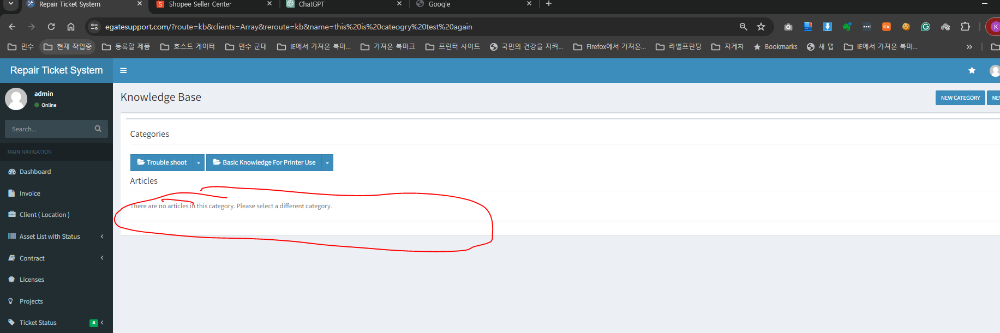 Repair Ticket System
Shopee Seller Center
ChatGPT
Google
egatesupport.com/?route=kb&clients=Array&reroute=kb&name=this%20is%20cateogry%20test%20again
K
민수
현재 작업중
등록할 제품
호스트 게이터
민수 군대
IE에서 가져온 북마...
가져온 북마크
프린터 사이트
국민의 건강을 지켜...
Firefox에서 가져온...
라벨프린팅
지게차
Bookmarks
새 탭
IE에서 가져온 북마...
Repair Ticket System
admin
Online
Search...
MAIN NAVIGATION
Dashboard
Invoice
Client ( Location )
Asset List with Status
Contract
Licenses
Projects
Ticket Status 4
Knowledge Base
NEW CATEGORY
NEW
Categories
Trouble shoot
Basic Knowledge For Printer Use
Articles
There are no articles in this category. Please select a different category.